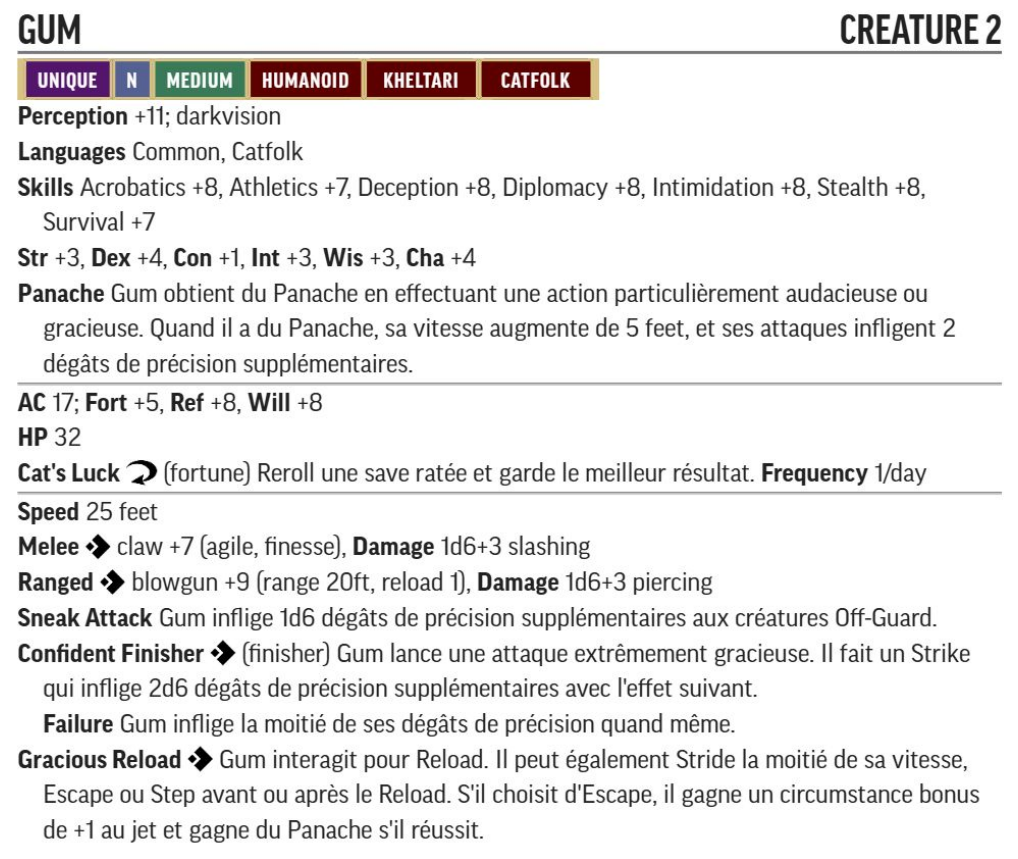 GUM CREATURE 2
UNIQUE N MEDIUM HUMANOID KHELTARI CATFOLK
Perception +11; darkvision
Languages Common, Catfolk
Skills Acrobatics +8, Athletics +7, Deception +8, Diplomacy +8, Intimidation +8, Stealth +8,
Survival +7
Str +3, Dex +4, Con +1, Int +3, Wis +3, Cha +4
Panache Gum obtient du Panache en effectuant une action particulièrement audacieuse ou
gracieuse. Quand il a du Panache, sa vitesse augmente de 5 feet, et ses attaques infligent 2
dégâts de précision supplémentaires.
AC 17; Fort +5, Ref +8, Will +8
HP 32
Cat's Luck (fortune) Reroll une save ratée et garde le meilleur résultat. Frequency 1/day
Speed 25 feet
Melee claw +7 (agile, finesse), Damage 1d6+3 slashing
Ranged blowgun +9 (range 20ft, reload 1), Damage 1d6+3 piercing
Sneak Attack Gum inflige 1d6 dégâts de précision supplémentaires aux créatures Off-Guard.
Confident Finisher (finisher) Gum lance une attaque extrêmement gracieuse. Il fait un Strike
qui inflige 2d6 dégâts de précision supplémentaires avec l'effet suivant.
Failure Gum inflige la moitié de ses dégâts de précision quand même.
Gracious Reload Gum interagit pour Reload. Il peut également Stride la moitié de sa vitesse,
Escape ou Step avant ou après le Reload. S'il choisit d'Escape, il gagne un circumstance bonus
de +1 au jet et gagne du Panache s'il réussit.